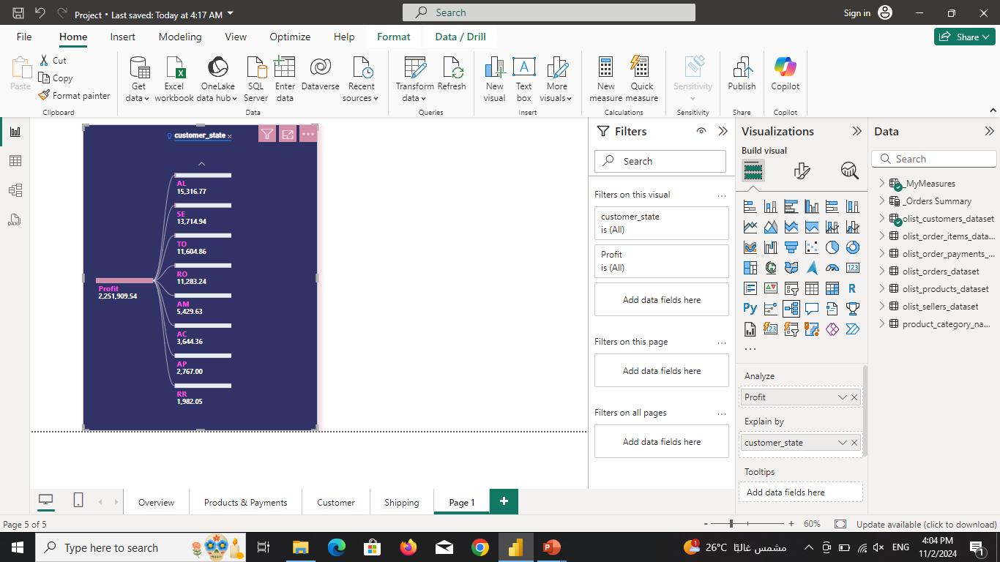 Project • Last saved: Today at 4:17 AM
Search
Sign in
File
Home
Insert
Modeling
View
Optimize
Help
Format
Data / Drill
Share
Paste
Cut
Copy
Format painter
Clipboard
Get data
Excel workbook
OneLake data hub
SQL Server
Enter data
Dataverse
Recent sources
Data
Transform data
Refresh
Queries
New visual
Text box
More visuals
Insert
New measure
Quick measure
Calculations
Sensitivity
Sensitivity
Publish
Share
Copilot
Copilot
DAX
customer_state
AL
15,316.77
SE
13,714.94
TO
11,604.86
RO
11,283.24
Profit
2,251,909.54
AM
5,429.63
AC
3,644.36
AP
2,767.00
RR
1,982.05
Filters
Search
Filters on this visual
customer_state
is (All)
Profit
is (All)
Add data fields here
Filters on this page
Add data fields here
Filters on all pages
Add data fields here
Visualizations
Build visual
123
R
Py
123
Analyze
Profit
Explain by
customer_state
Tooltips
Add data fields here
Data
Search
_MyMeasures
_Orders Summary
olist_customers_dataset
olist_order_items_data...
olist_order_payments_...
olist_orders_dataset
olist_products_dataset
olist_sellers_dataset
product_category_na...
Overview
Products & Payments
Customer
Shipping
Page 1
Page 5 of 5
60%
Update available (click to download)
Type here to search
1
26°C مشمس غالبًا
ENG
4:04 PM
11/2/2024
1